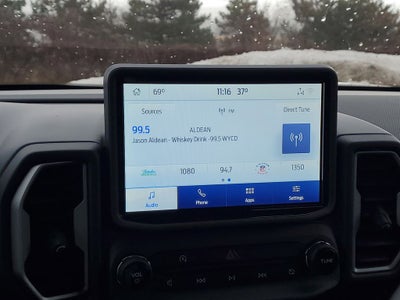 69° 11:16 37°
Sources Direct Tune
99.5 ALDEAN
Jason Aldean - Whiskey Drink -99.5 WYCD
1080 94.7 1350
Audio Phone Apps Settings
VOL TUNE